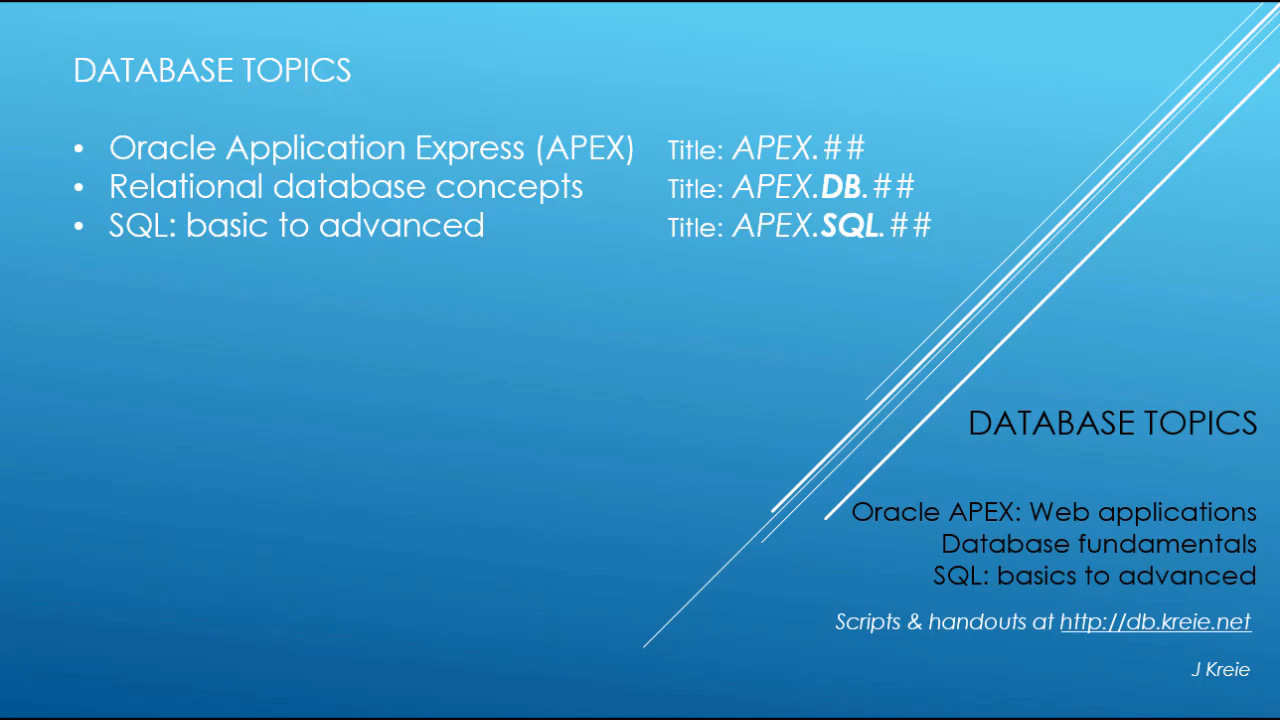 DATABASE TOPICS
• Oracle Application Express (APEX) Title: APEX.##
• Relational database concepts Title: APEX.DB.##
• SQL: basic to advanced Title: APEX.SQL.##
DATABASE TOPICS
Oracle APEX: Web applications
Database fundamentals
SQL: basics to advanced
Scripts & handouts at http://db.kreie.net
J Kreie